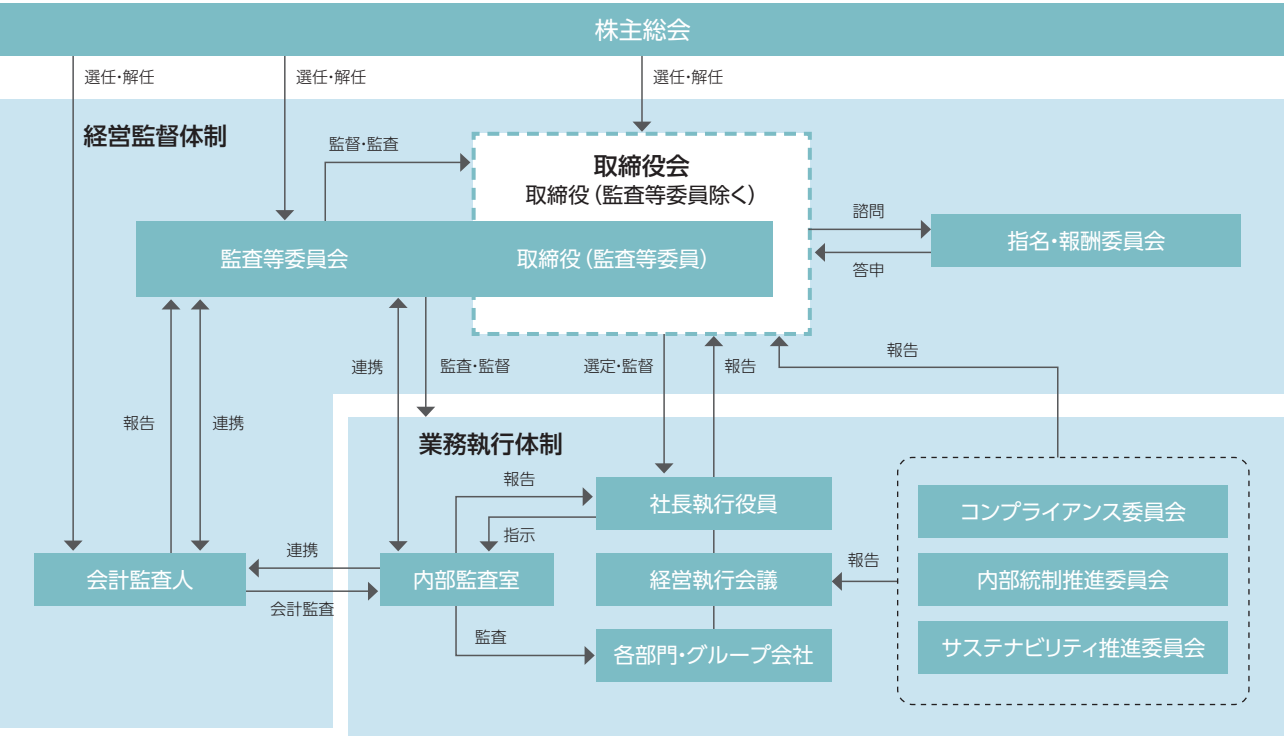 株主総会
選任・解任
選任・解任
選任・解任
経営監督体制
監督・監査
取締役会
取締役（監査等委員除く）
監査等委員会
取締役（監査等委員）
諮問
答申
指名・報酬委員会
報告
連携
連携
監査・監督
選定・監督
報告
報告
業務執行体制
報告
指示
社長執行役員
コンプライアンス委員会
会計監査人
連携
会計監査
内部監査室
経営執行会議
報告
内部統制推進委員会
監査
各部門・グループ会社
サステナビリティ推進委員会